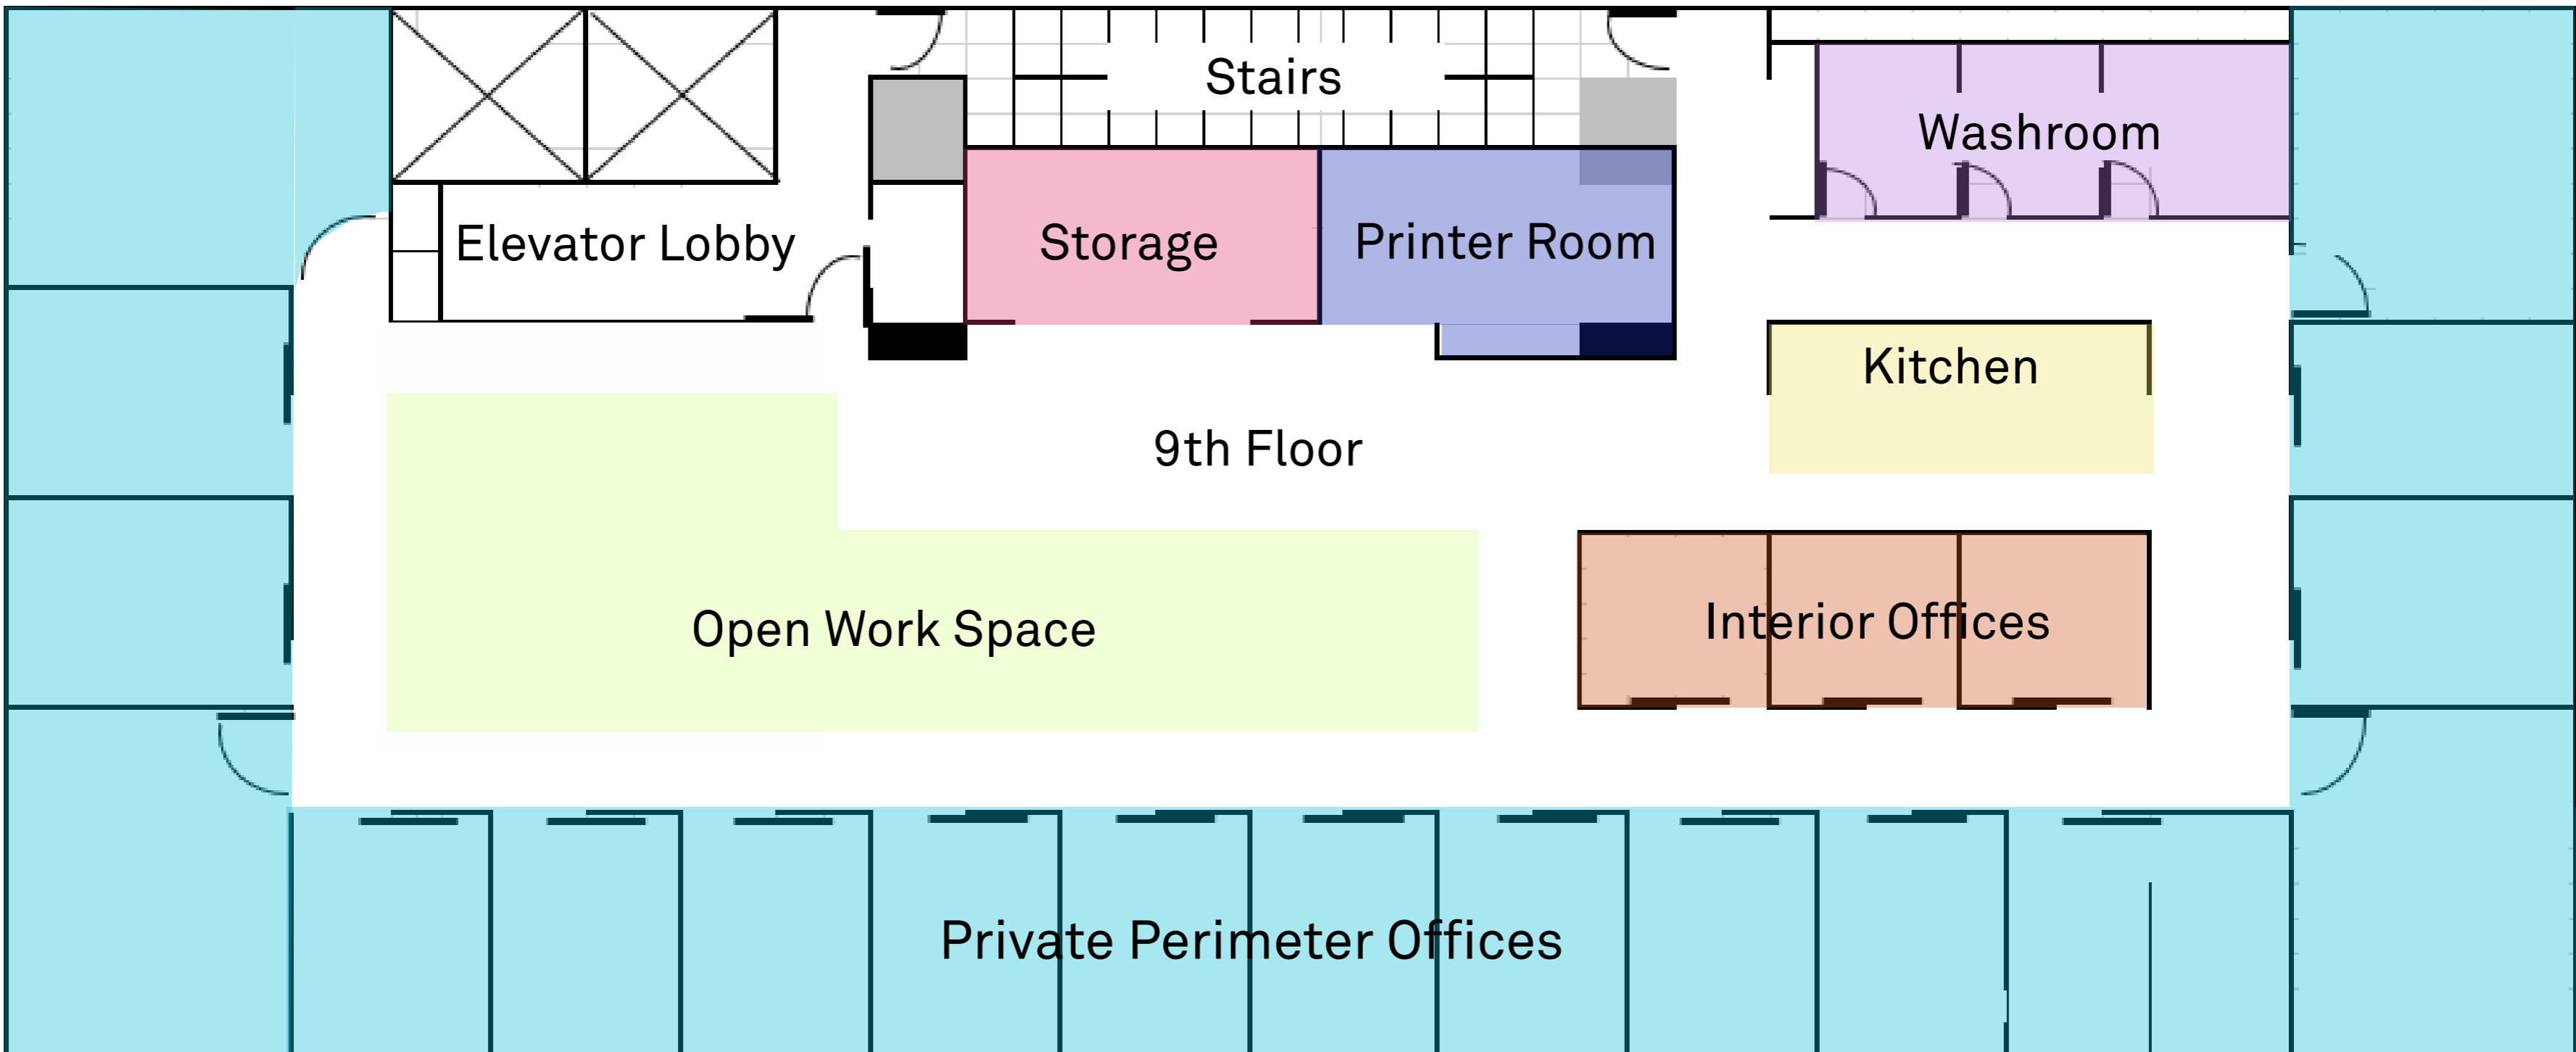 Stairs
Washroom
Elevator Lobby
Storage
Printer Room
Kitchen
9th Floor
Open Work Space
Interior Offices
Private Perimeter Offices